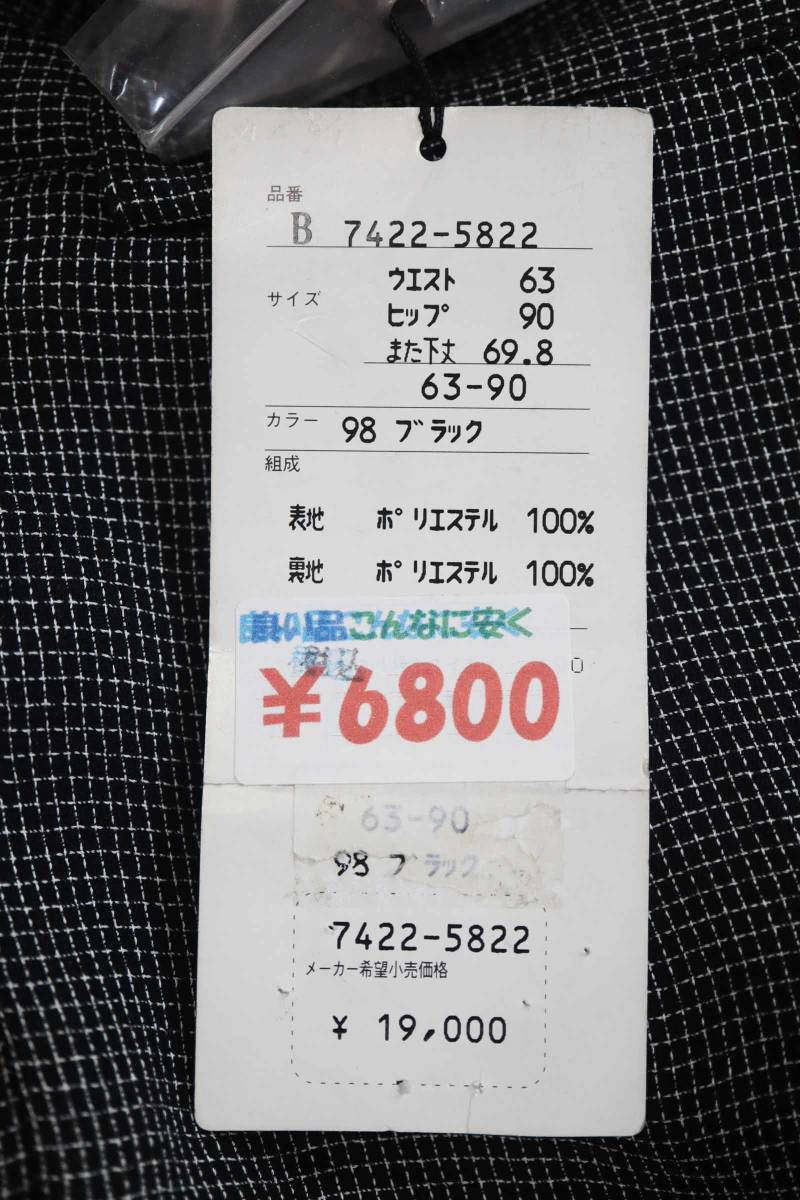 品番
B 7422-5822
サイズ
ウエスト 63
ヒップ 90
また下丈 69.8
63-90
カラー 98 ブラック
組成
表地 ポリエステル 100%
裏地 ポリエステル 100%
良い品こんなに安く
税込
¥6800
63-90
98 ブラック
7422-5822
メーカー希望小売価格
¥ 19,000